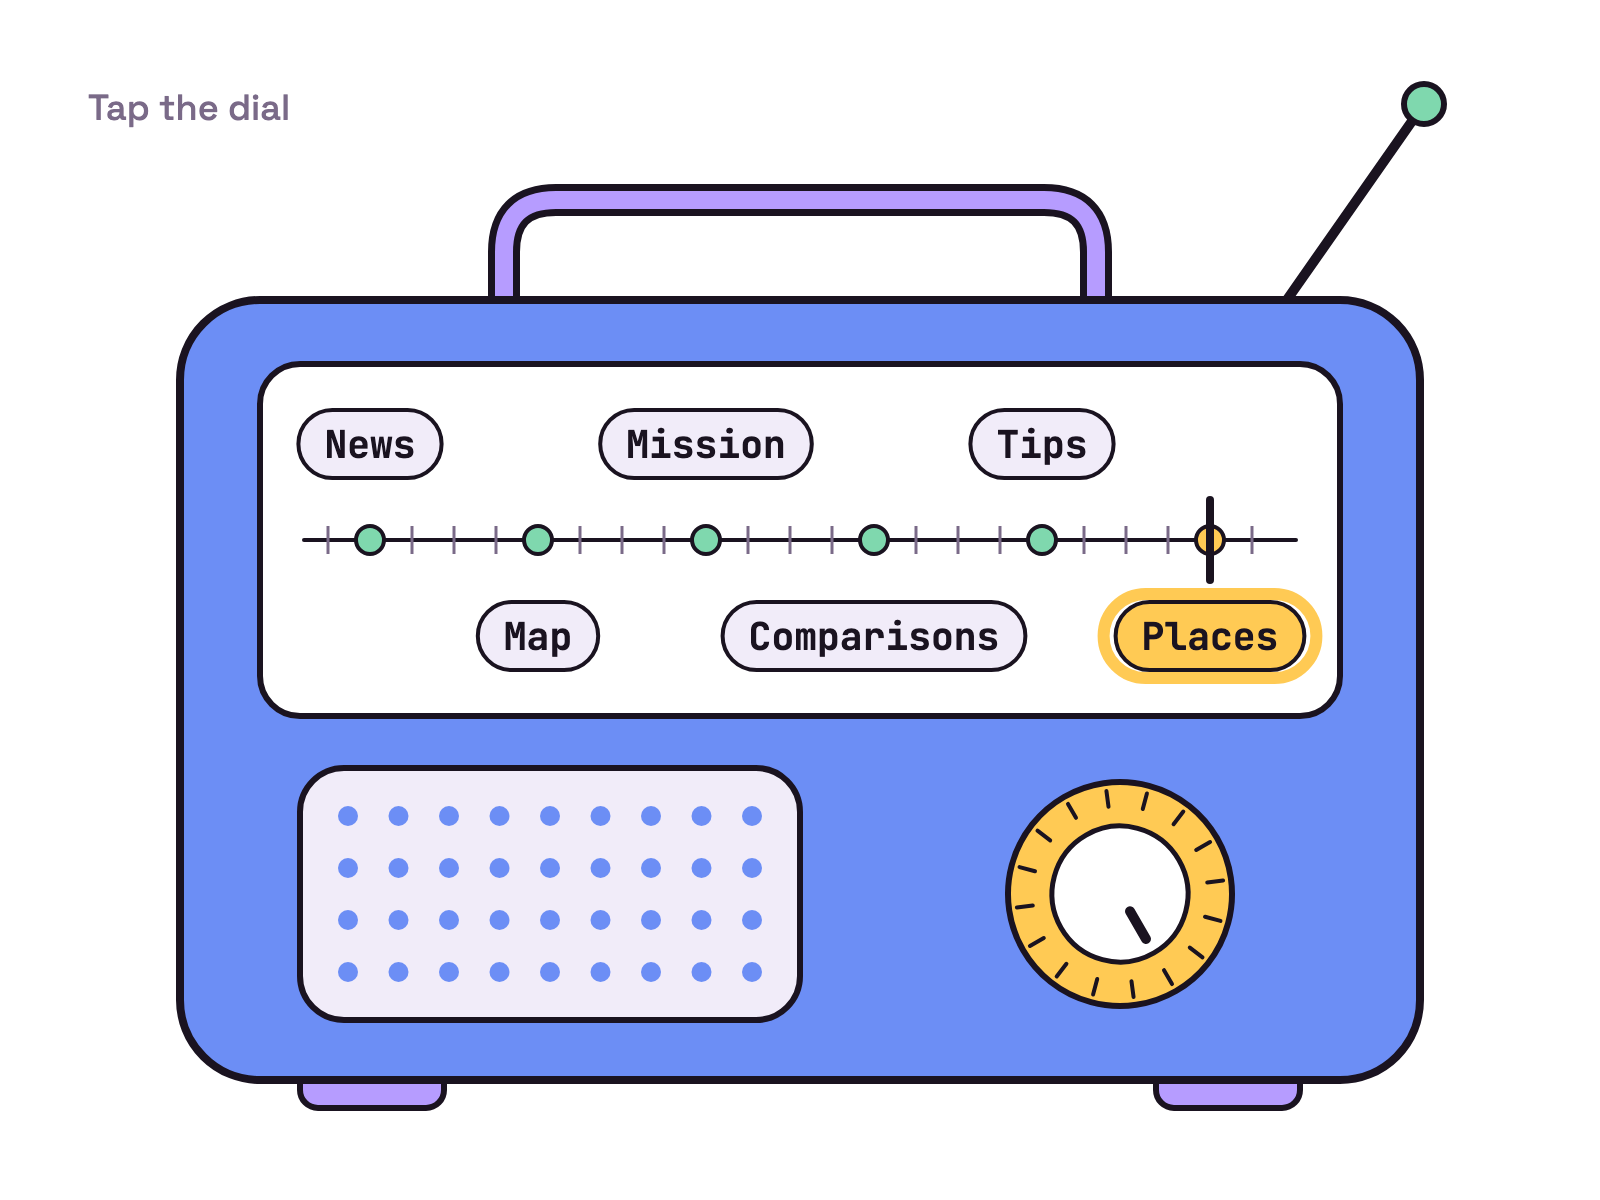 Tap the dial
News
Mission
Tips
Map
Comparisons
Places